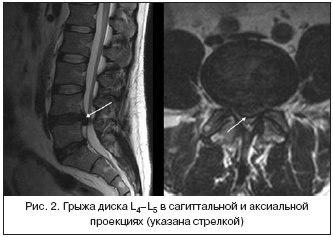 Рис. 2. Грыжа диска L4–L5 в сагиттальной и аксиальной
проекциях (указана стрелкой)